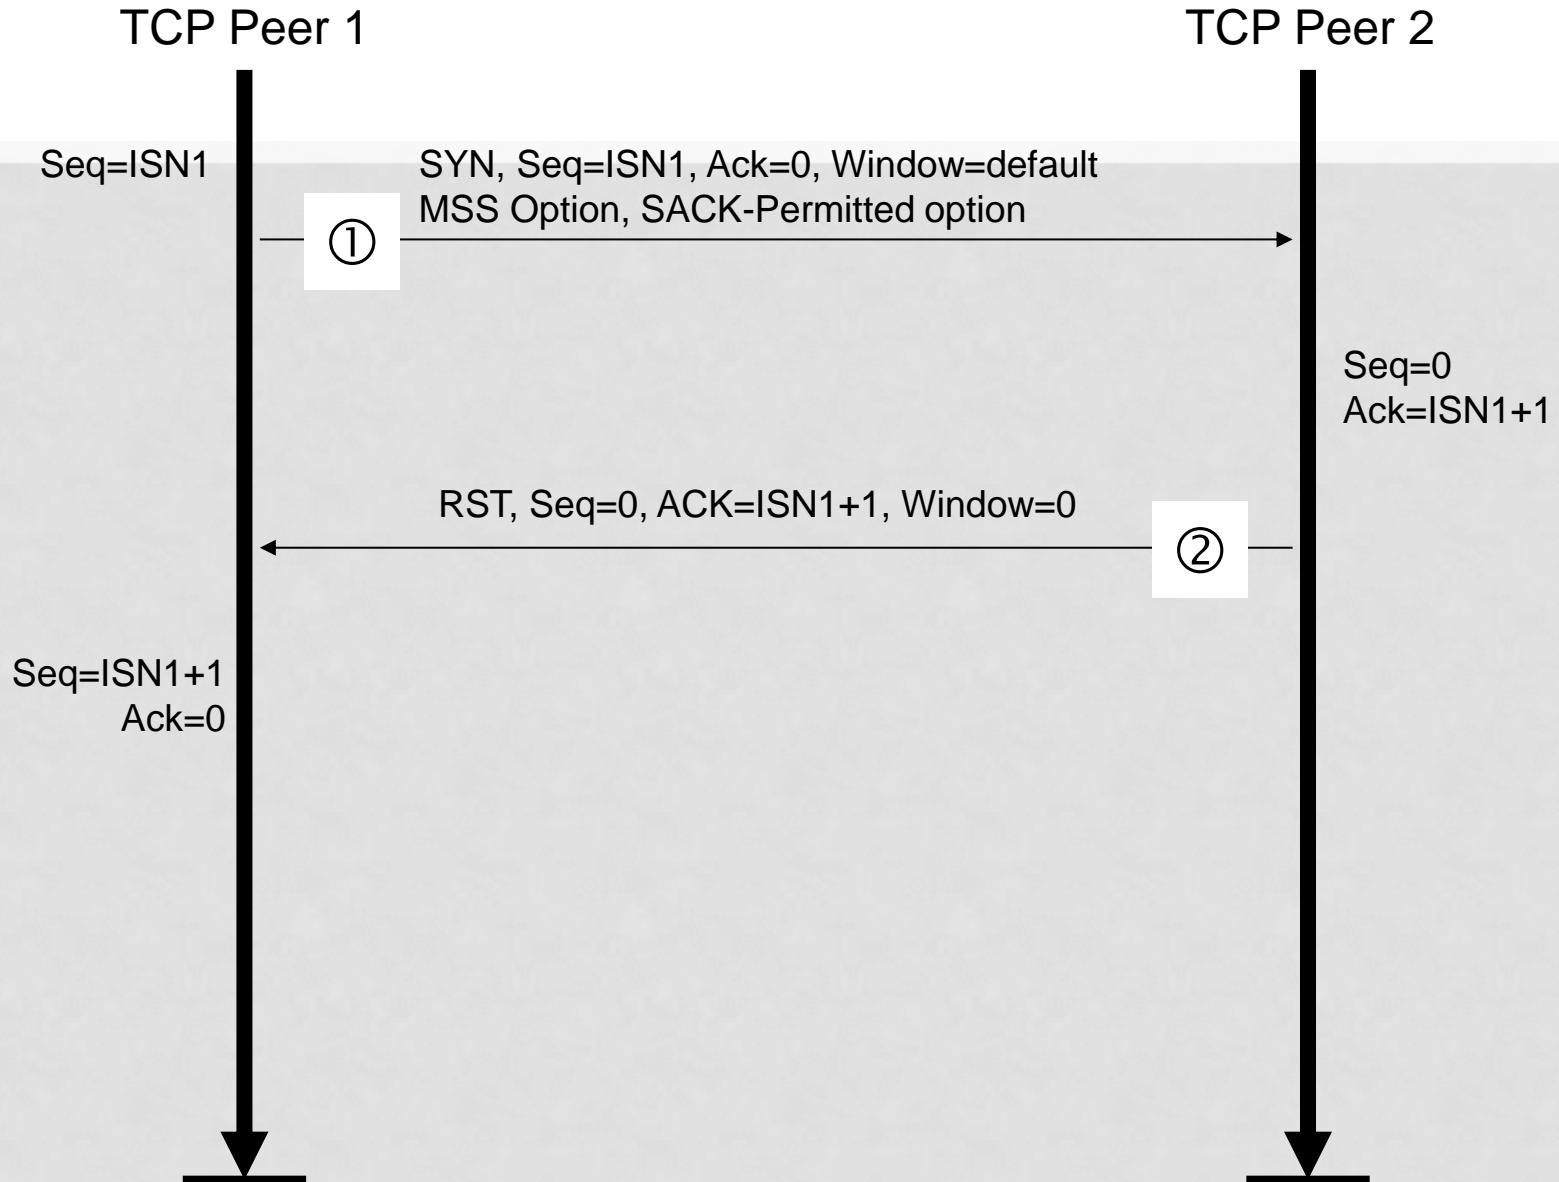 TCP Peer 1
TCP Peer 2
Seq=ISN1
SYN, Seq=ISN1, Ack=0, Window=default
MSS Option, SACK-Permitted option
①
Seq=0
Ack=ISN1+1
RST, Seq=0, ACK=ISN1+1, Window=0
②
Seq=ISN1+1
Ack=0